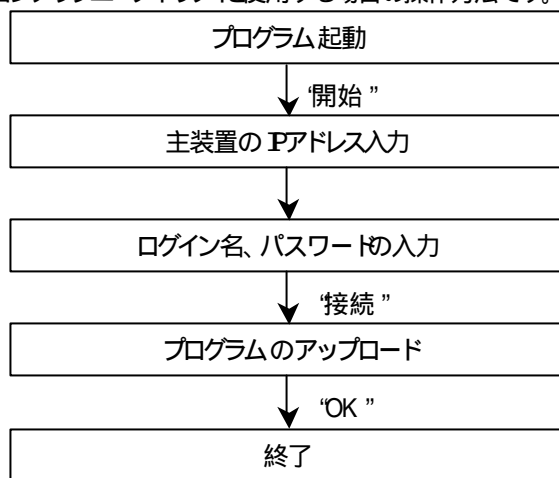 プログラム起動
“開始 ”
主装置の IPアドレス入力
ログイン名、パスワードの入力
“接続 ”
プログラムのアップロード
“OK ”
終了